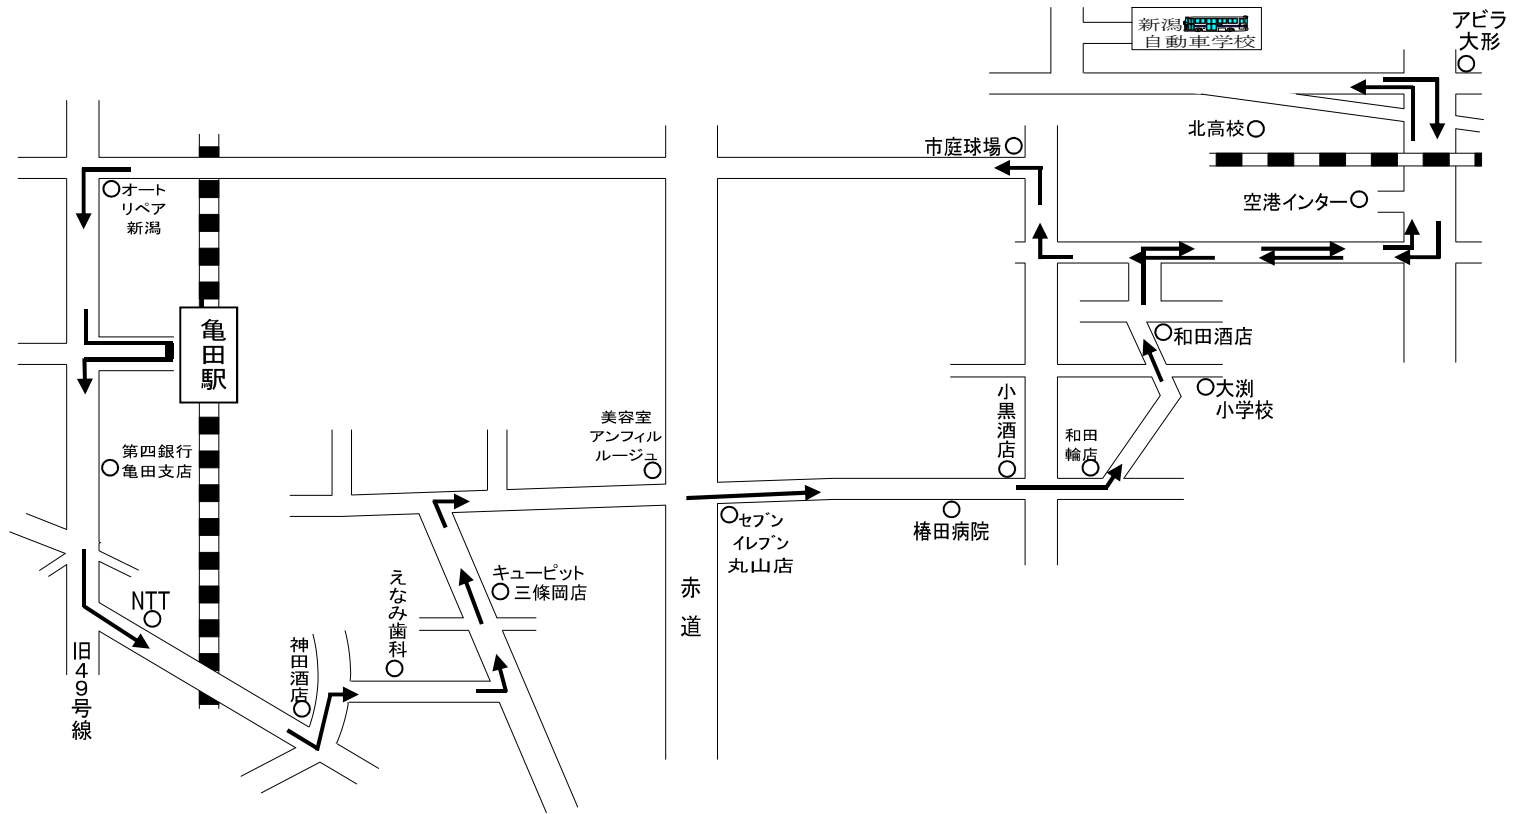 新潟
自動車学校
アピラ
大形
北高校
市庭球場
空港インター
オート
リペア
新潟
亀田駅
和田酒店
大渕
小学校
小黒酒店
和田
輪店
美容室
アンフィル
ルージュ
第四銀行
亀田支店
セブン
イレブン
丸山店
椿田病院
キューピット
三條岡店
えなみ歯科
赤道
NTT
神田酒店
旧49号線